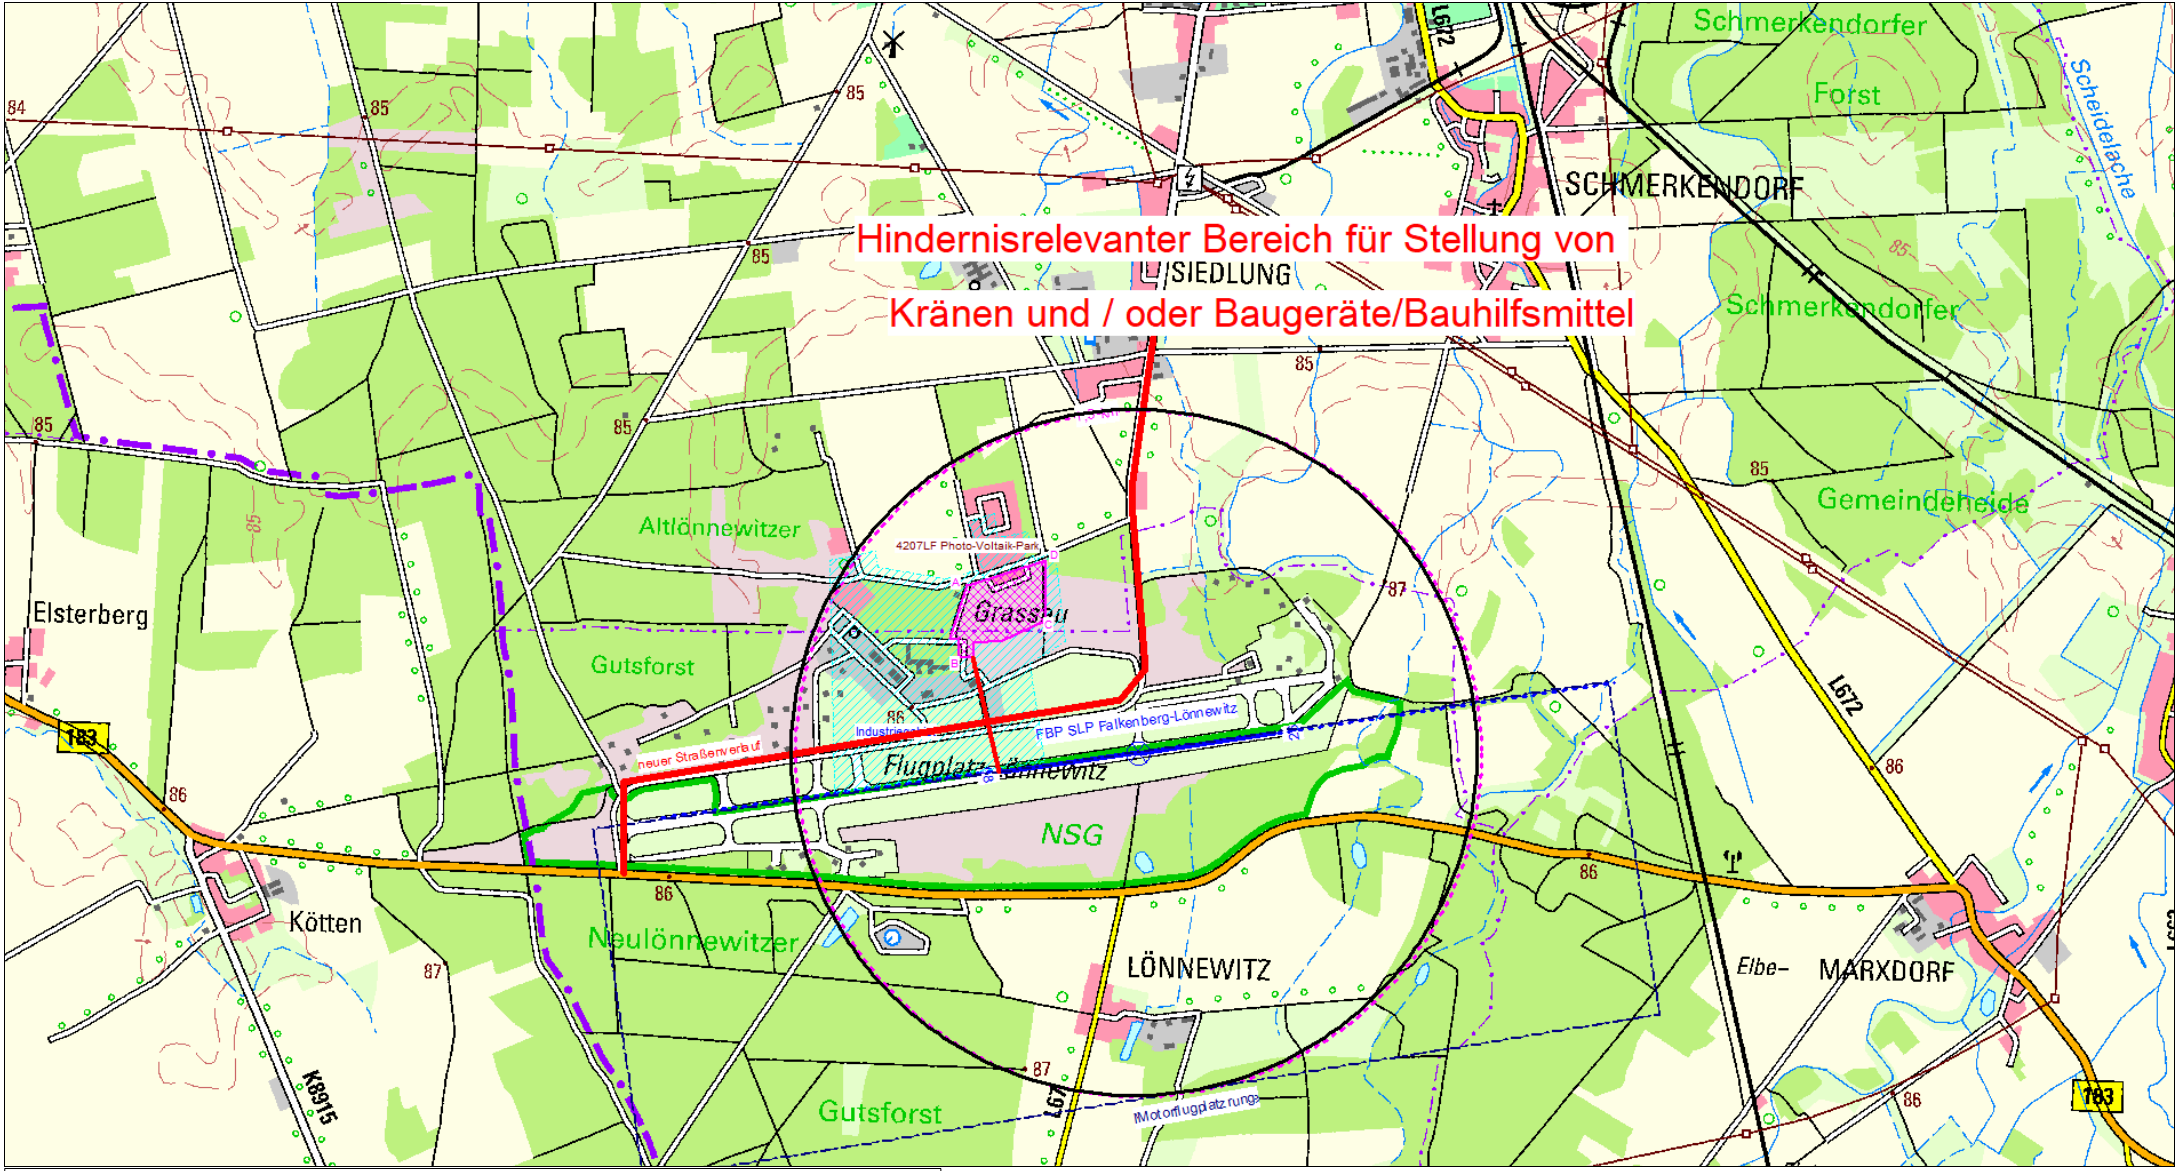 L672
Schmerkendorfer
Forst
Scheidelache
84
85
85
SCHMERKENDORF
Hindernisrelevanter Bereich für Stellung von
85
85
SIEDLUNG
Kränen und / oder Baugeräte/Bauhilfsmittel
Schmerkendorfer
85
85
85
85
85
Gemeindeheide
85
Altlönnewitzer
4207LF Photo-Voltaik-Park
D
A
87
Elsterberg
Grassau
C
Gutsforst
B
L672
86
FBP SLP Falkenberg-Lönnewitz
183
neuer Straßenverlauf
Flugplatz Lönnewitz
86
86
NSG
86
86
Kötten
Neulönnewitzer
87
LÖNNEWITZ
Elbe-
MARXDORF
87
K8915
L67
Gutsforst
183
86